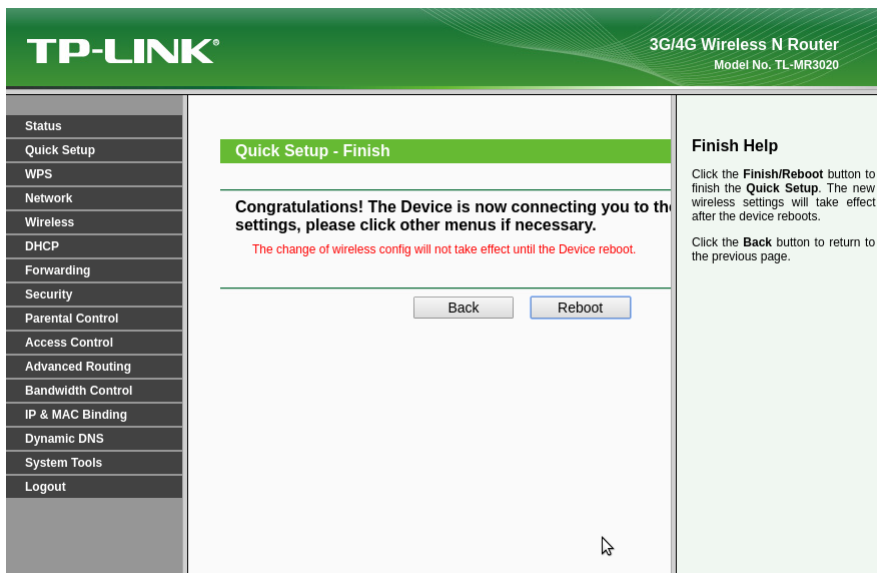 TP-LINK®
3G/4G Wireless N Router
Model No. TL-MR3020
Status
Quick Setup
WPS
Network
Wireless
DHCP
Forwarding
Security
Parental Control
Access Control
Advanced Routing
Bandwidth Control
IP & MAC Binding
Dynamic DNS
System Tools
Logout
Quick Setup - Finish
Congratulations! The Device is now connecting you to the
settings, please click other menus if necessary.
The change of wireless config will not take effect until the Device reboot.
Back
Reboot
Finish Help
Click the Finish/Reboot button to
finish the Quick Setup. The new
wireless settings will take effect
after the device reboots.
Click the Back button to return to
the previous page.